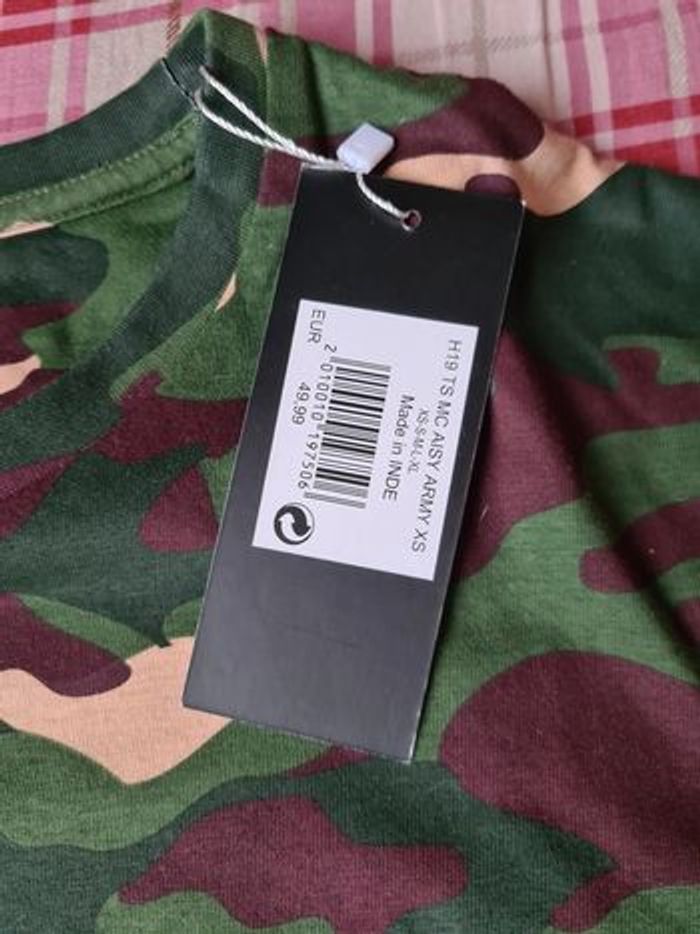 H19 TS MC AISY ARMY XS
XS-S-M-L-XL
Made in INDE
2 010010 197506
EUR 49.99